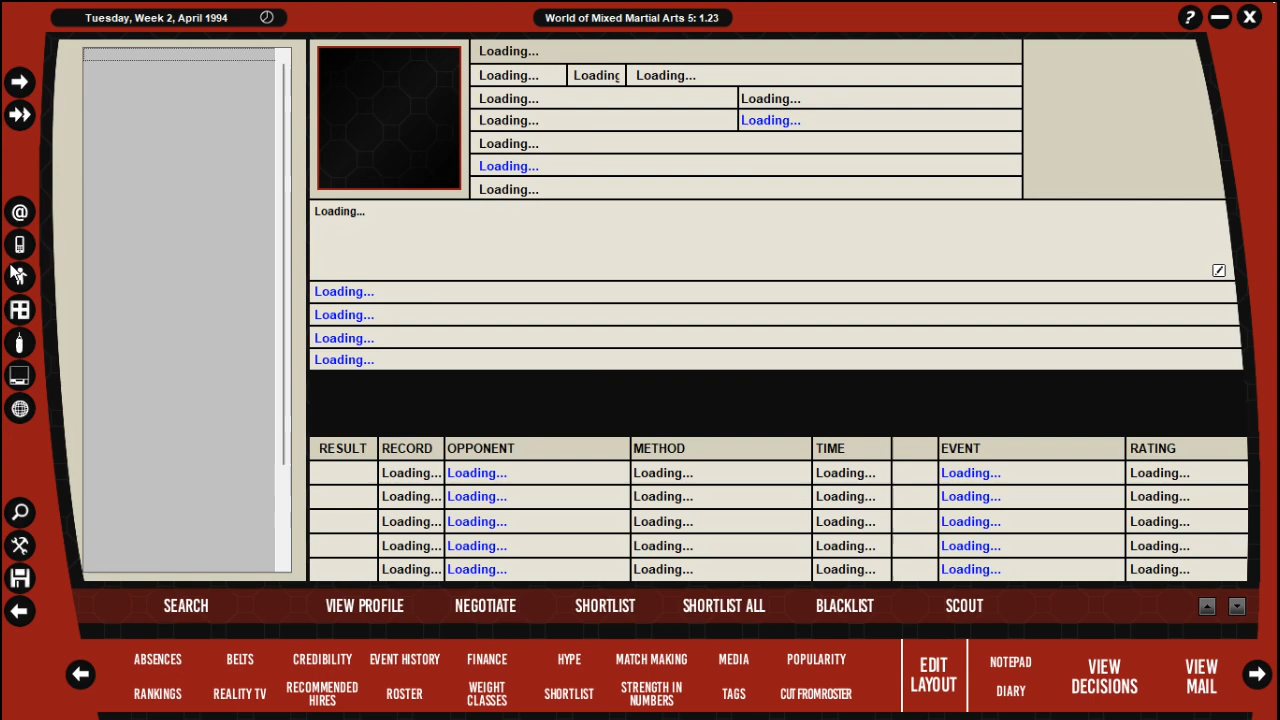 Tuesday, Week 2, April 1994
World of Mixed Martial Arts 5: 1.23
?
X
@
Loading...
Loading... Loading Loading...
Loading... Loading...
Loading... Loading...
Loading...
Loading...
Loading...
Loading...
Loading...
Loading...
Loading...
Loading...
RESULT RECORD OPPONENT METHOD TIME EVENT RATING
Loading... Loading... Loading... Loading... Loading... Loading...
Loading... Loading... Loading... Loading... Loading... Loading...
Loading... Loading... Loading... Loading... Loading... Loading...
Loading... Loading... Loading... Loading... Loading... Loading...
Loading... Loading... Loading... Loading... Loading... Loading...
SEARCH VIEW PROFILE NEGOTIATE SHORTLIST SHORTLIST ALL BLACKLIST SCOUT
ABSENCES BELTS CREDIBILITY EVENT HISTORY FINANCE HYPE MATCH MAKING MEDIA POPULARITY
RANKINGS REALITY TV RECOMMENDED HIRES ROSTER WEIGHT CLASSES SHORTLIST STRENGTH IN NUMBERS TAGS CUT FROM ROSTER
EDIT LAYOUT
NOTEPAD
DIARY
VIEW DECISIONS
VIEW MAIL